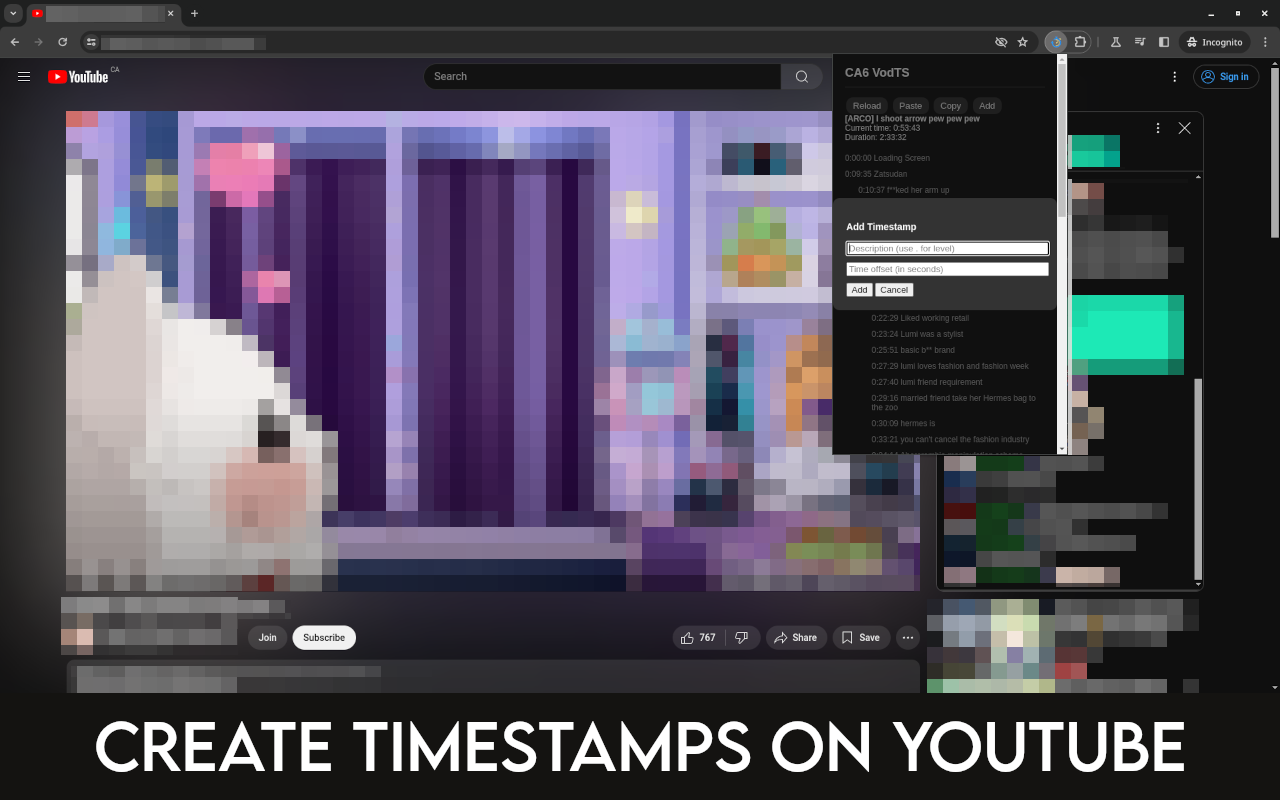 Incognito
YouTube CA
Search
Sign in
CA6 VodTS
Reload Paste Copy Add
[ARCO] I shoot arrow pew pew pew
Current time: 0:53:43
Duration: 2:33:32
0:00:00 Loading Screen
0:09:35 Zatsudan
0:10:37 f**ked her arm up
Add Timestamp
Description (use . for level)
Time offset (in seconds)
Add Cancel
0:22:29 Liked working retail
0:23:24 Lumi was a stylist
0:25:51 basic b** brand
0:27:29 lumi loves fashion and fashion week
0:27:40 lumi friend requirement
0:29:16 married friend take her Hermes bag to
the zoo
0:30:09 hermes is
0:33:21 you can't cancel the fashion industry
Join Subscribe 767 Share Save
CREATE TIMESTAMPS ON YOUTUBE